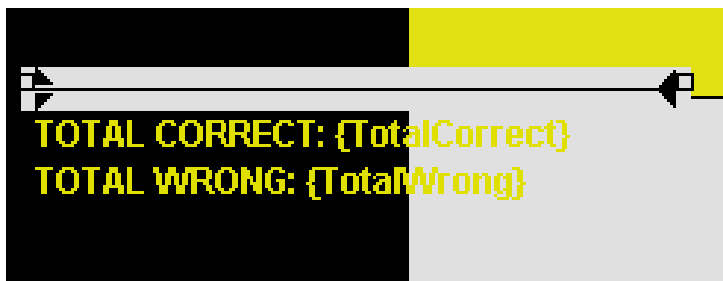 TOTAL CORRECT: {TotalCorrect}
TOTAL WRONG: {TotalWrong}